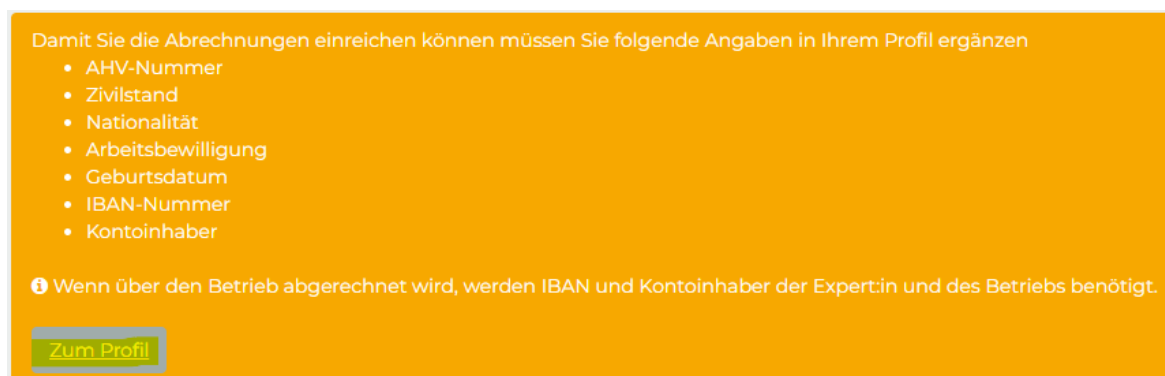 Damit Sie die Abrechnungen einreichen können müssen Sie folgende Angaben in Ihrem Profil ergänzen
• AHV-Nummer
• Zivilstand
• Nationalität
• Arbeitsbewilligung
• Geburtsdatum
• IBAN-Nummer
• Kontoinhaber
Wenn über den Betrieb abgerechnet wird, werden IBAN und Kontoinhaber der Expert:in und des Betriebs benötigt.
Zum Profil